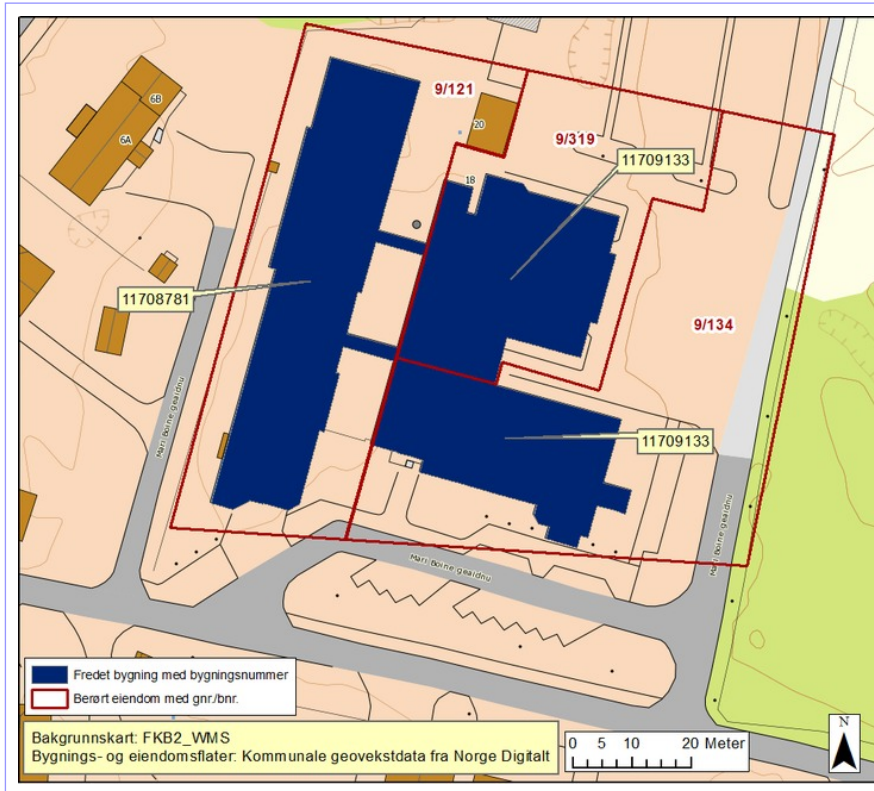 6B
6A
9/121
20
9/319
11709133
18
11708781
9/134
11709133
Mari Boine geaidnu
Mari Boine geaidnu
Mari Boine geaidnu
Fredet bygning med bygningsnummer
Berørt eiendom med gnr./bnr.
Bakgrunnskart: FKB2_WMS
Bygnings- og eiendomsflater: Kommunale geovekstdata fra Norge Digitalt
0 5 10 20 Meter
N